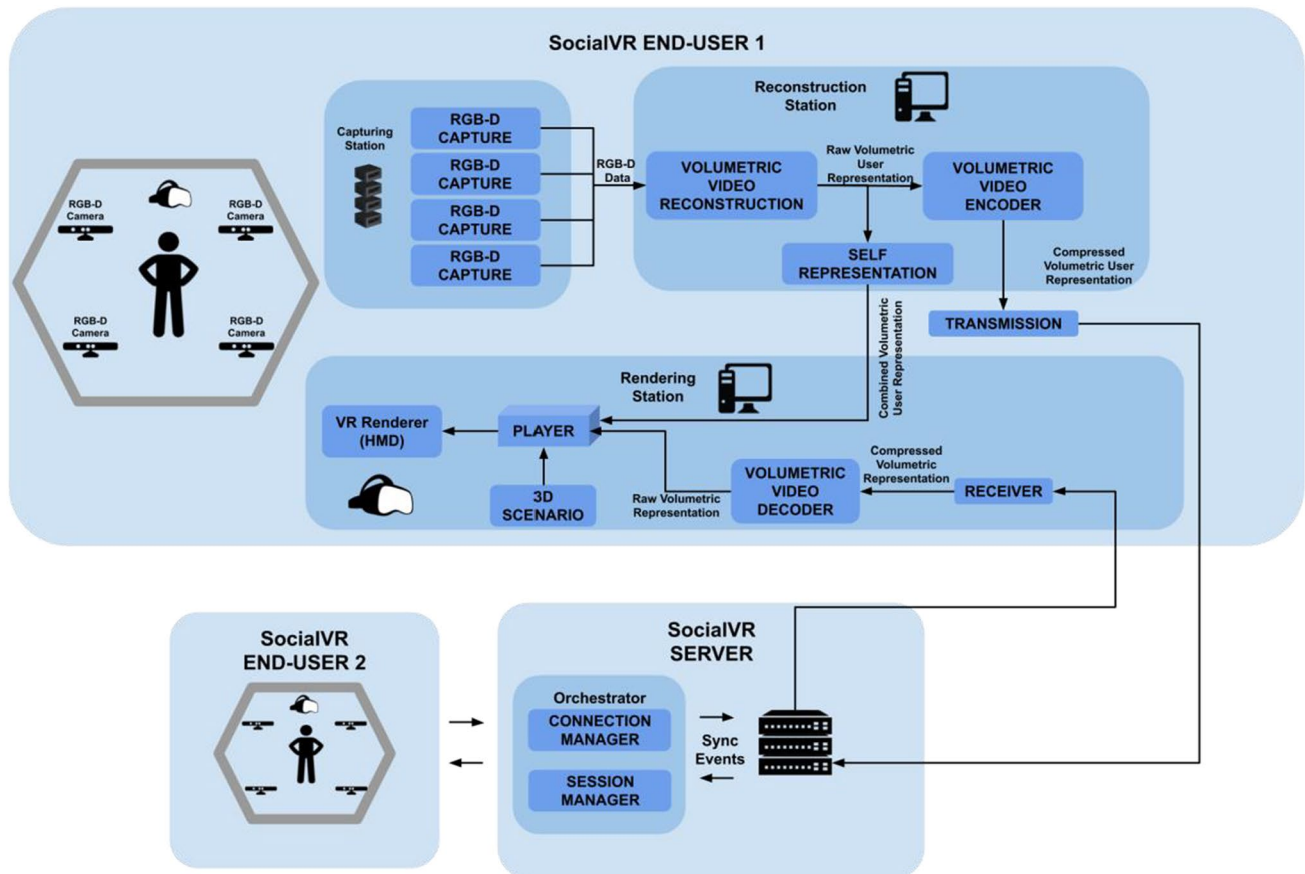 SocialVR END-USER 1
Reconstruction
Station
Capturing
Station
RGB-D
CAPTURE
RGB-D
CAPTURE
RGB-D
CAPTURE
RGB-D
CAPTURE
RGB-D
Data
VOLUMETRIC
VIDEO
RECONSTRUCTION
Raw Volumetric
User
Representation
VOLUMETRIC
VIDEO
ENCODER
RGB-D
Camera
RGB-D
Camera
RGB-D
Camera
RGB-D
Camera
SELF
REPRESENTATION
Compressed
Volumetric User
Representation
TRANSMISSION
Combined Volumetric
User Representation
Rendering
Station
VR Renderer
(HMD)
PLAYER
3D
SCENARIO
Raw Volumetric
Representation
VOLUMETRIC
VIDEO
DECODER
Compressed
Volumetric
Representation
RECEIVER
SocialVR
END-USER 2
SocialVR
SERVER
Orchestrator
CONNECTION
MANAGER
SESSION
MANAGER
Sync
Events